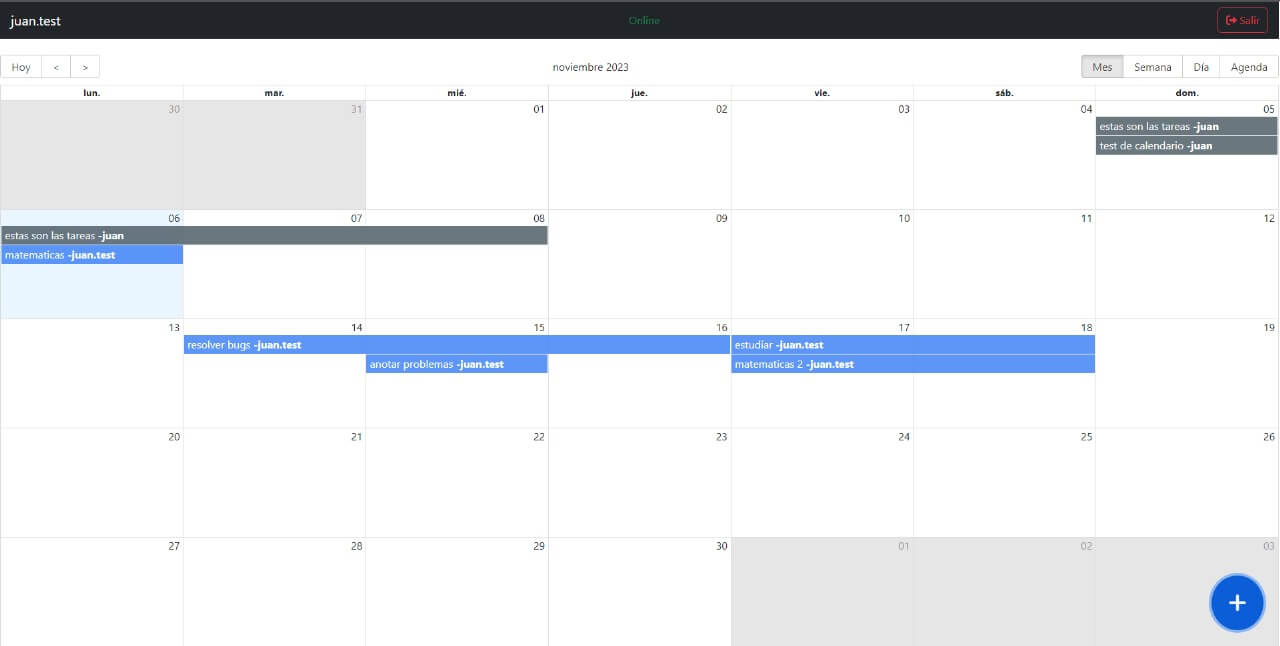 juan.test Online Salir
Hoy < > noviembre 2023 Mes Semana Día Agenda
lun. mar. mié. jue. vie. sáb. dom.
30 31 01 02 03 04 05
estas son las tareas -juan
test de calendario -juan
06 07 08 09 10 11 12
estas son las tareas -juan
matematicas -juan.test
13 14 15 16 17 18 19
resolver bugs -juan.test estudiar -juan.test
anotar problemas -juan.test matematicas 2 -juan.test
20 21 22 23 24 25 26
27 28 29 30 01 02 03
+